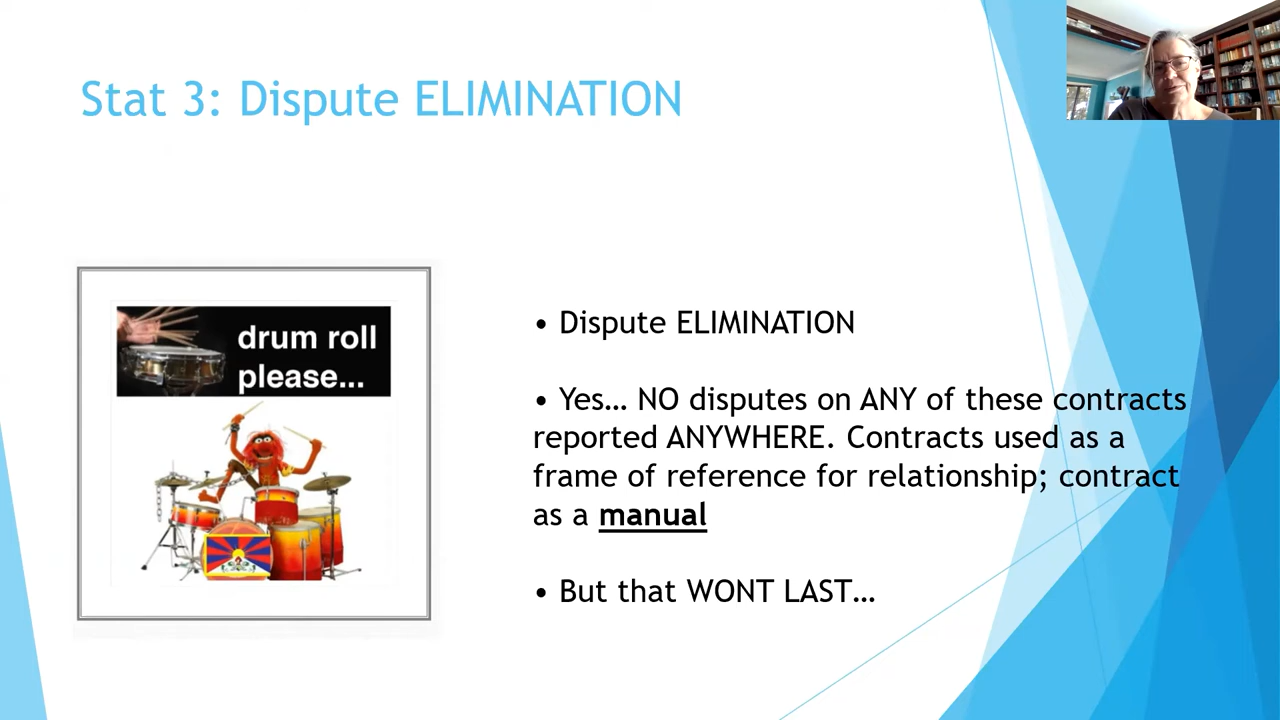 Stat 3: Dispute ELIMINATION
drum roll
please...
• Dispute ELIMINATION
• Yes… NO disputes on ANY of these contracts
reported ANYWHERE. Contracts used as a
frame of reference for relationship; contract
as a manual
• But that WONT LAST…